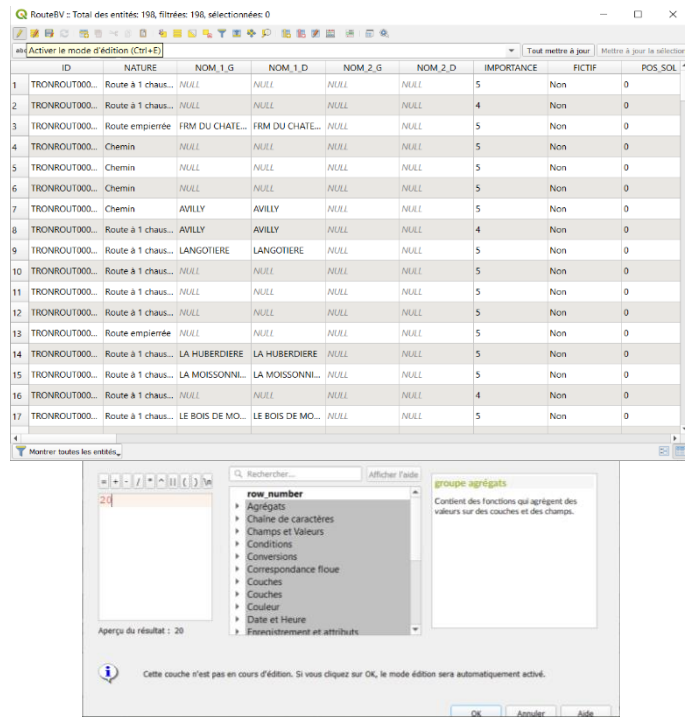 RouteBV :: Total des entités: 198, filtrées: 198, sélectionnées: 0
abc Activer le mode d'édition (Ctrl+E) Tout mettre à jour Mettre à jour la sélection
ID NATURE NOM_1_G NOM_1_D NOM_2_G NOM_2_D IMPORTANCE FICTIF POS_SOL
1 TRONROUT000... Route à 1 chaus... NULL NULL NULL NULL 5 Non 0
2 TRONROUT000... Route à 1 chaus... NULL NULL NULL NULL 4 Non 0
3 TRONROUT000... Route empierrée FRM DU CHATE... FRM DU CHATE... NULL NULL 5 Non 0
4 TRONROUT000... Chemin NULL NULL NULL NULL 5 Non 0
5 TRONROUT000... Chemin NULL NULL NULL NULL 5 Non 0
6 TRONROUT000... Chemin NULL NULL NULL NULL 5 Non 0
7 TRONROUT000... Chemin AVILLY AVILLY NULL NULL 5 Non 0
8 TRONROUT000... Route à 1 chaus... AVILLY AVILLY NULL NULL 4 Non 0
9 TRONROUT000... Route à 1 chaus... LANGOTIERE LANGOTIERE NULL NULL 5 Non 0
10 TRONROUT000... Route à 1 chaus... NULL NULL NULL NULL 5 Non 0
11 TRONROUT000... Route à 1 chaus... NULL NULL NULL NULL 5 Non 0
12 TRONROUT000... Route à 1 chaus... NULL NULL NULL NULL 5 Non 0
13 TRONROUT000... Route empierrée NULL NULL NULL NULL 5 Non 0
14 TRONROUT000... Route à 1 chaus... LA HUBERDIERE LA HUBERDIERE NULL NULL 5 Non 0
15 TRONROUT000... Route à 1 chaus... LA MOISSONNI... LA MOISSONNI... NULL NULL 5 Non 0
16 TRONROUT000... Route à 1 chaus... NULL NULL NULL NULL 4 Non 0
17 TRONROUT000... Route à 1 chaus... LE BOIS DE MO... LE BOIS DE MO... NULL NULL 5 Non 0
Montrer toutes les entités
= + - / * ^ || ( ) \n
20
Aperçu du résultat : 20
Rechercher... Afficher l'aide
row_number
Agrégats
Chaîne de caractères
Champs et Valeurs
Conditions
Conversions
Correspondance floue
Couches
Couches
Couleur
Date et Heure
Enregistrement et attributs
groupe agrégats
Contient des fonctions qui agrègent des
valeurs sur des couches et des champs.
Cette couche n'est pas en cours d'édition. Si vous cliquez sur OK, le mode édition sera automatiquement activé.
OK Annuler Aide